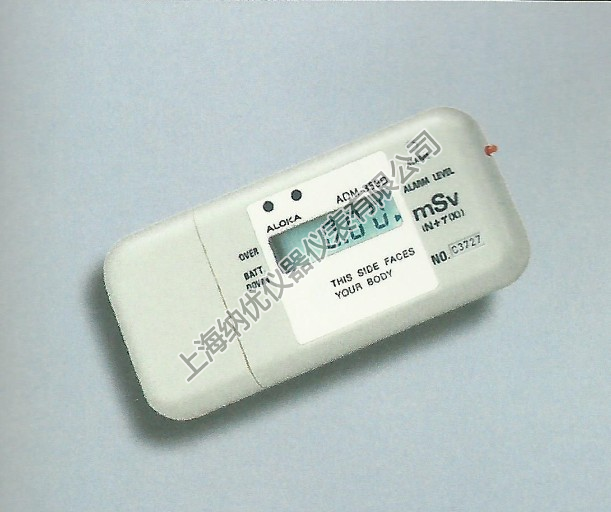 ALOKA
ALARM LEVEL
mSv
(N+γ(X))
OVER
BATT
DOWN
THIS SIDE FACES
YOUR BODY
NO. C3727
上海纳优仪器仪表有限公司